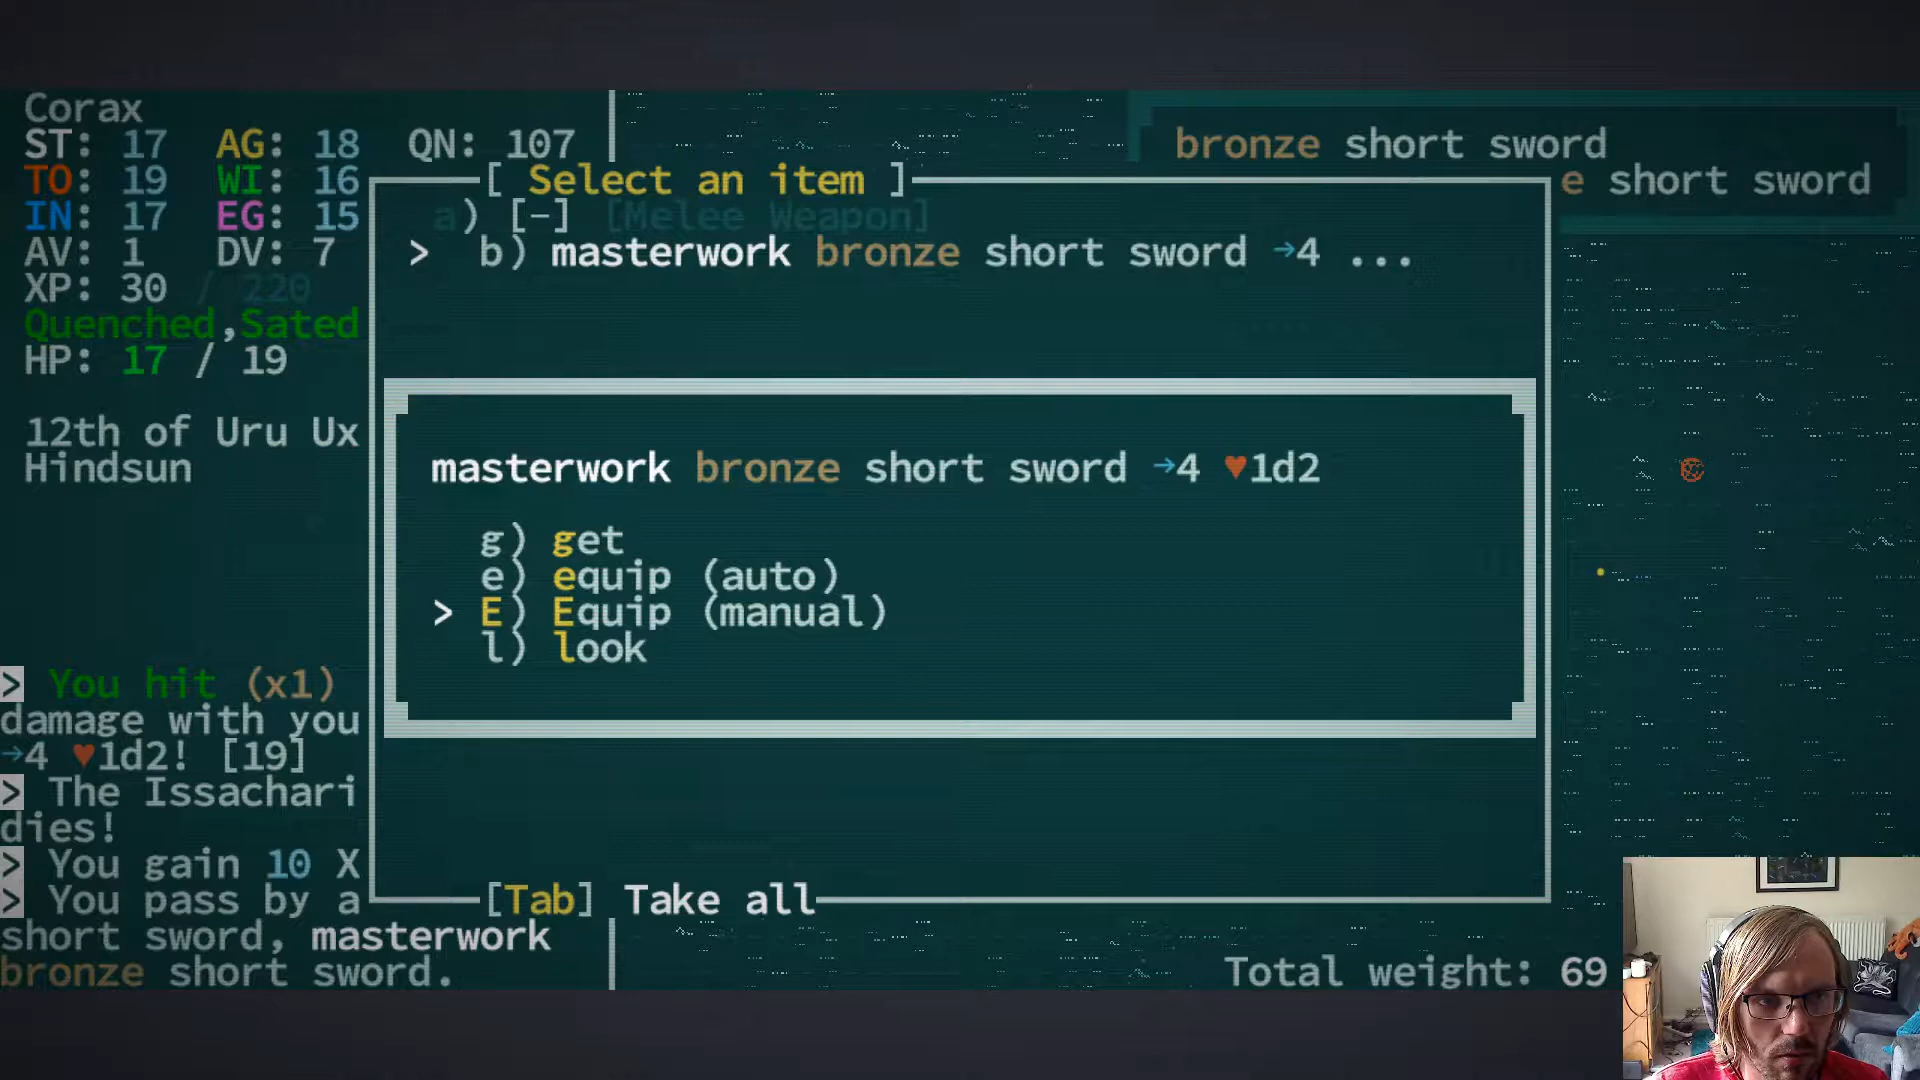 Corax
ST: 17 AG: 18 QN: 107
TO: 19 WI: 16
IN: 17 EG: 15
AV: 1 DV: 7
XP: 30 / 220
Quenched,Sated
HP: 17 / 19
12th of Uru Ux
Hindsun
[ Select an item ]
a) [-] [Melee Weapon]
> b) masterwork bronze short sword →4 ...
masterwork bronze short sword →4 ♥1d2
g) get
e) equip (auto)
> E) Equip (manual)
l) look
[Tab] Take all
bronze short sword
e short sword
> You hit (x1)
damage with you
→4 ♥1d2! [19]
> The Issachari
dies!
> You gain 10 X
> You pass by a
short sword, masterwork
bronze short sword.
Total weight: 69